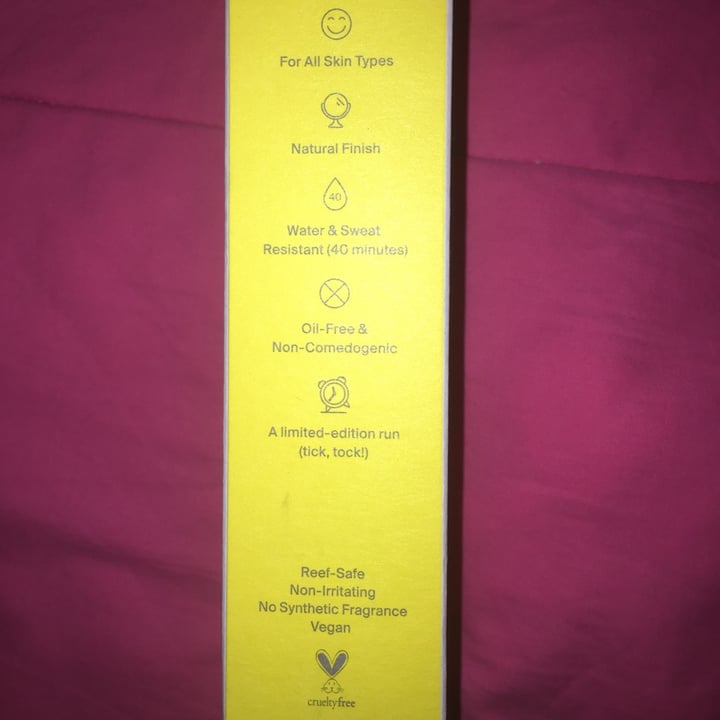 For All Skin Types
Natural Finish
40
Water & Sweat
Resistant (40 minutes)
Oil-Free &
Non-Comedogenic
A limited-edition run
(tick, tock!)
Reef-Safe
Non-Irritating
No Synthetic Fragrance
Vegan
crueltyfree